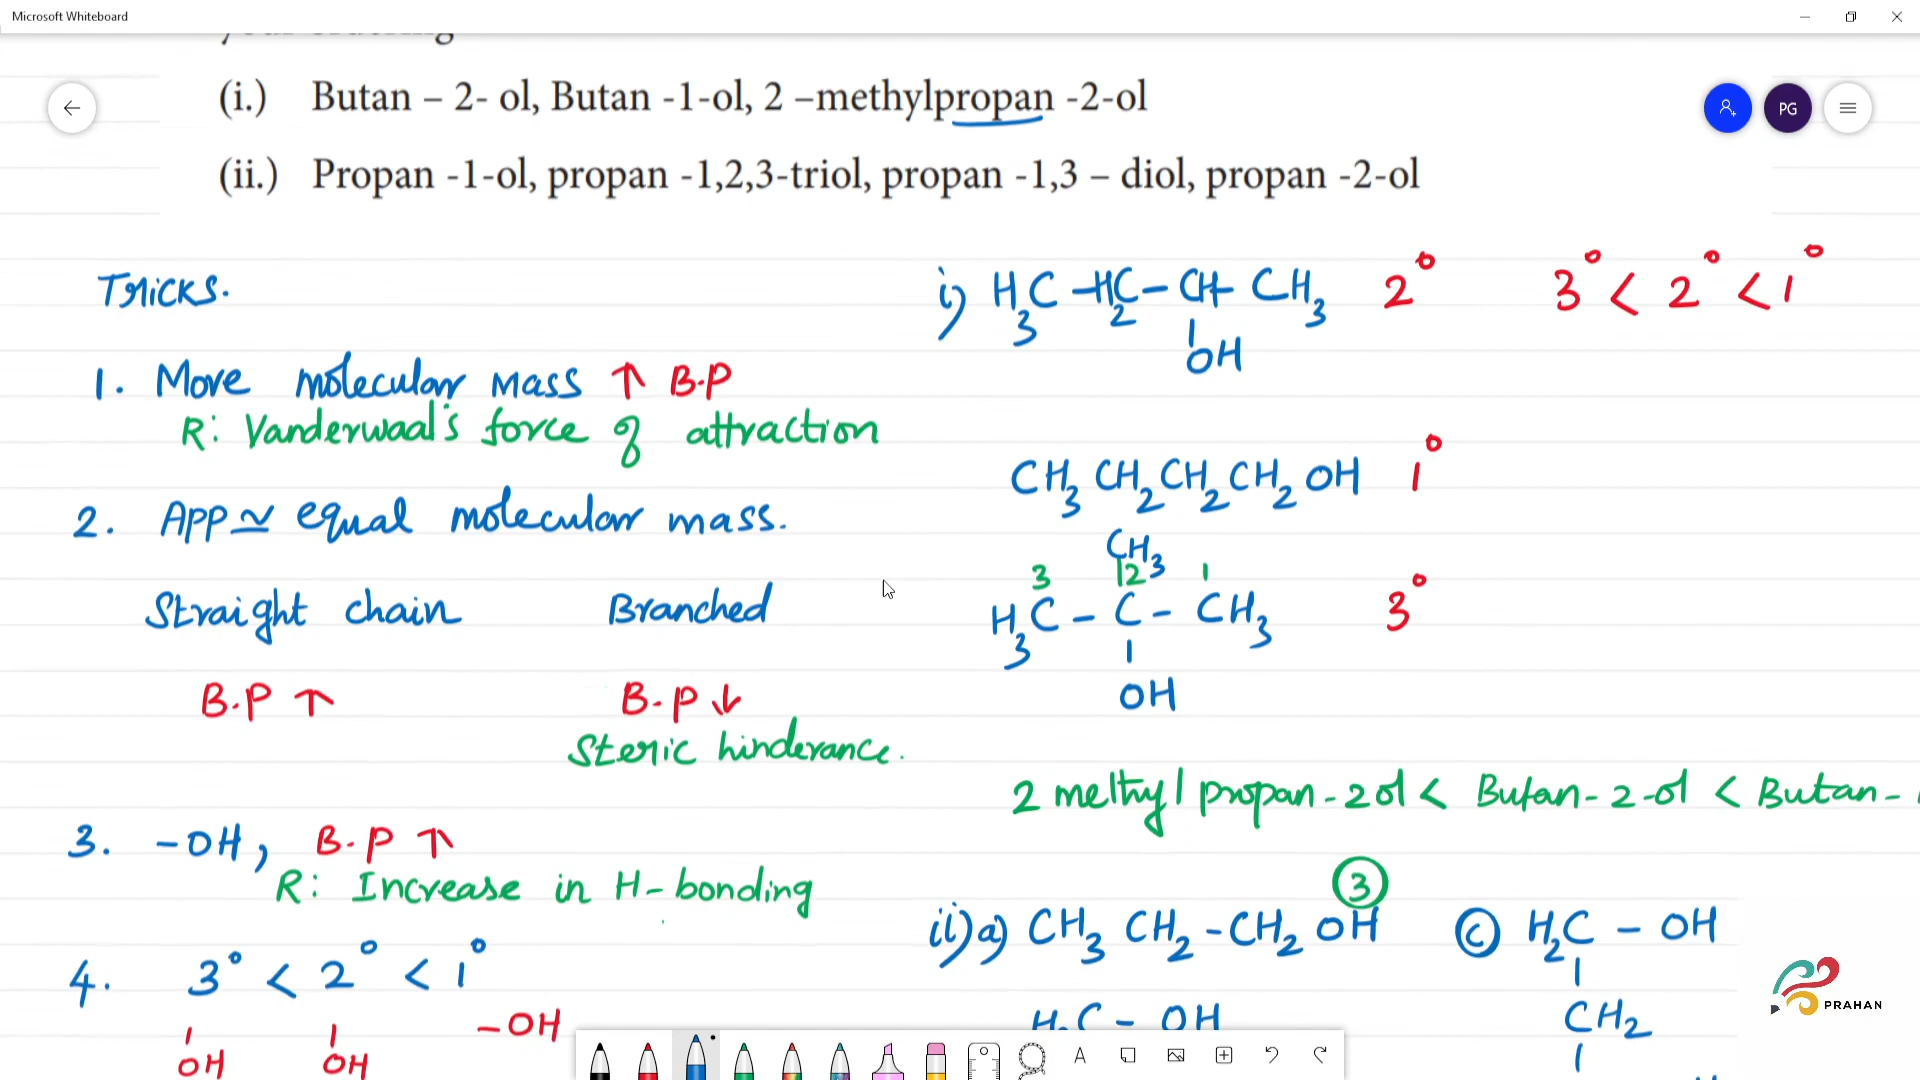 Microsoft Whiteboard
(i.) Butan – 2- ol, Butan -1-ol, 2 –methylpropan -2-ol
(ii.) Propan -1-ol, propan -1,2,3-triol, propan -1,3 – diol, propan -2-ol
PG
Tricks.
1. More molecular mass ↑ B.P
R: Vanderwaal's force of attraction
2. App ≃ equal molecular mass.
Straight chain Branched
B.P ↑ B.P ↓
Steric hinderance.
3. -OH, B.P ↑
R: Increase in H-bonding
4. 3° < 2° < 1°
OH OH -OH
i) H3C - H2C - CH - CH3 2° 3° < 2° < 1°
OH
CH3 CH2 CH2 CH2 OH 1°
CH3
3 2 1
H3C - C - CH3 3°
OH
2 methyl propan-2ol < Butan-2-ol < Butan-
3
ii) a) CH3 CH2 - CH2 OH c H2C - OH
CH2
H2C - OH
A
PRAHAN